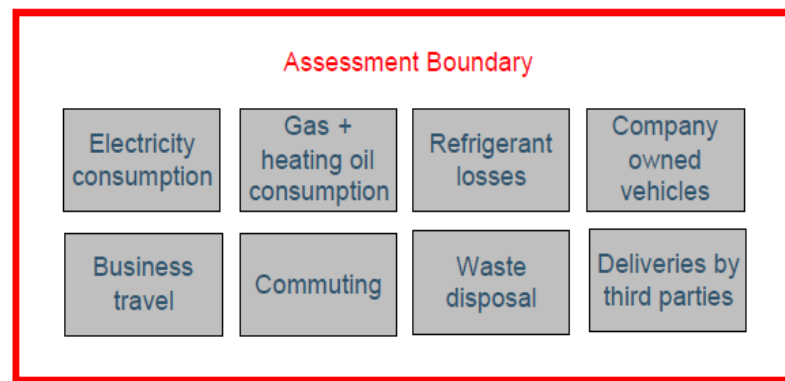 Assessment Boundary
Electricity
consumption
Gas +
heating oil
consumption
Refrigerant
losses
Company
owned
vehicles
Business
travel
Commuting
Waste
disposal
Deliveries by
third parties